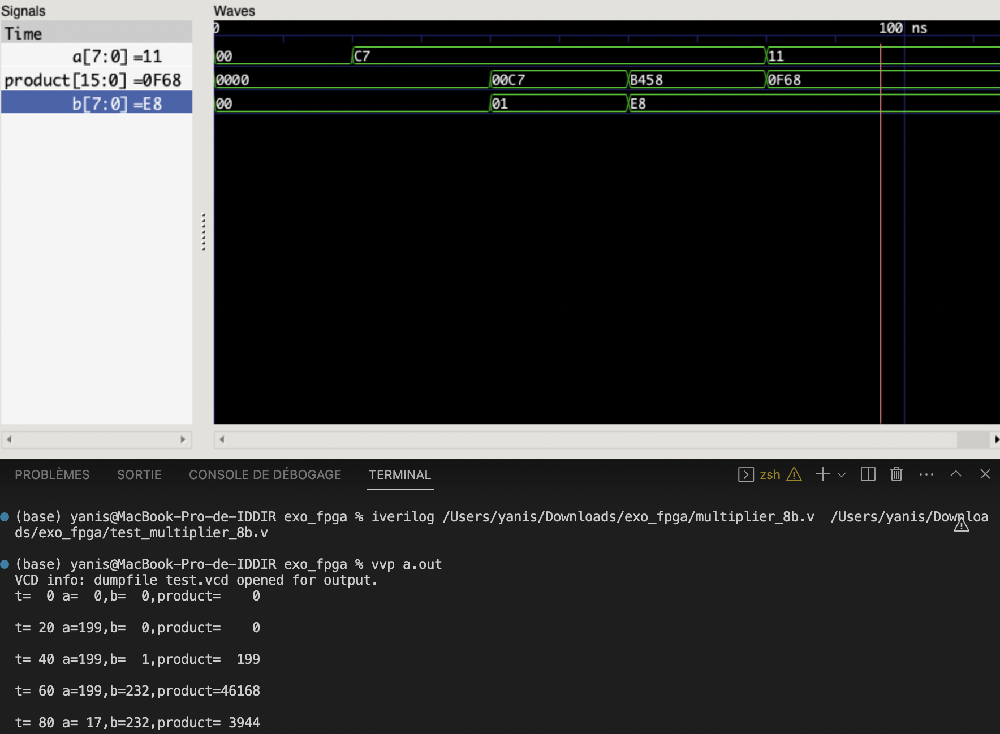 Signals
Waves
Time
0
100 ns
a[7:0] =11
00
C7
11
product[15:0] =0F68
0000
00C7
B458
0F68
b[7:0] =E8
00
01
E8
PROBLÈMES
SORTIE
CONSOLE DE DÉBOGAGE
TERMINAL
zsh
(base) yanis@MacBook-Pro-de-IDDIR exo_fpga % iverilog /Users/yanis/Downloads/exo_fpga/multiplier_8b.v  /Users/yanis/Downloa
ds/exo_fpga/test_multiplier_8b.v
(base) yanis@MacBook-Pro-de-IDDIR exo_fpga % vvp a.out
VCD info: dumpfile test.vcd opened for output.
t=  0 a=  0,b=  0,product=    0
t= 20 a=199,b=  0,product=    0
t= 40 a=199,b=  1,product=  199
t= 60 a=199,b=232,product=46168
t= 80 a= 17,b=232,product= 3944